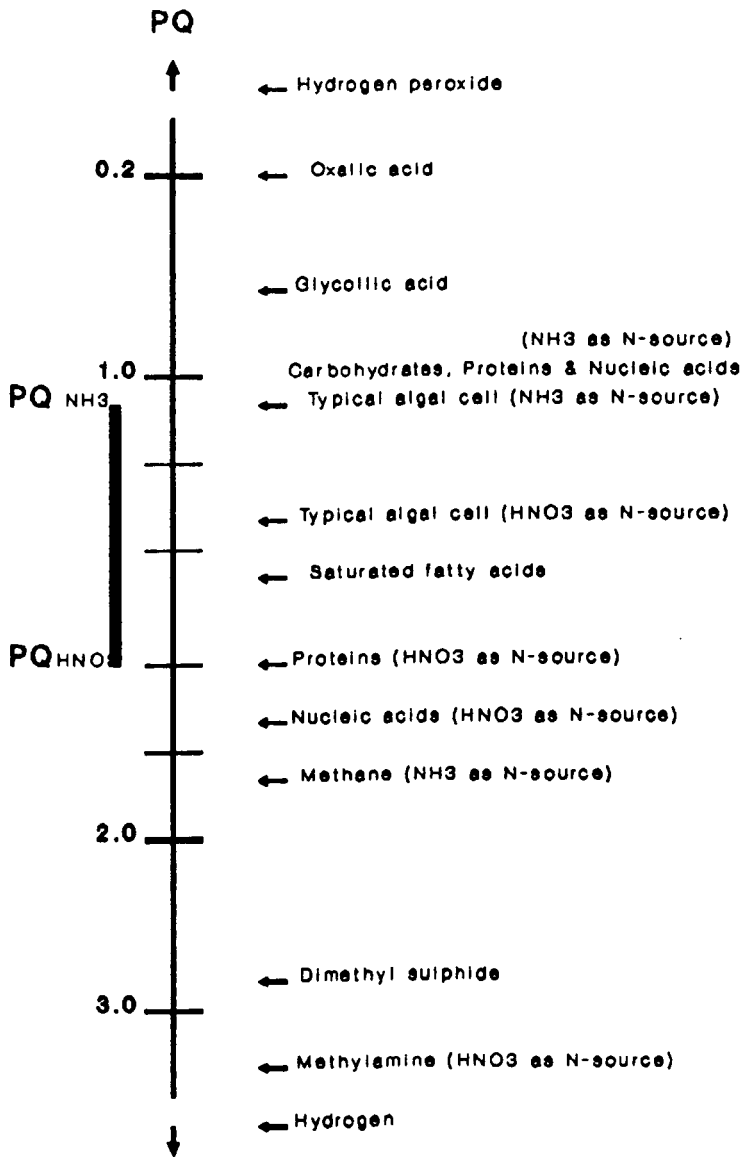 PQ
Hydrogen peroxide
0.2 Oxalic acid
Glycollic acid
(NH3 as N-source)
1.0 Carbohydrates, Proteins & Nucleic acids
PQ NH3 Typical algal cell (NH3 as N-source)
Typical algal cell (HNO3 as N-source)
Saturated fatty acids
PQ HNO3 Proteins (HNO3 as N-source)
Nucleic acids (HNO3 as N-source)
Methane (NH3 as N-source)
2.0
Dimethyl sulphide
3.0
Methylamine (HNO3 as N-source)
Hydrogen